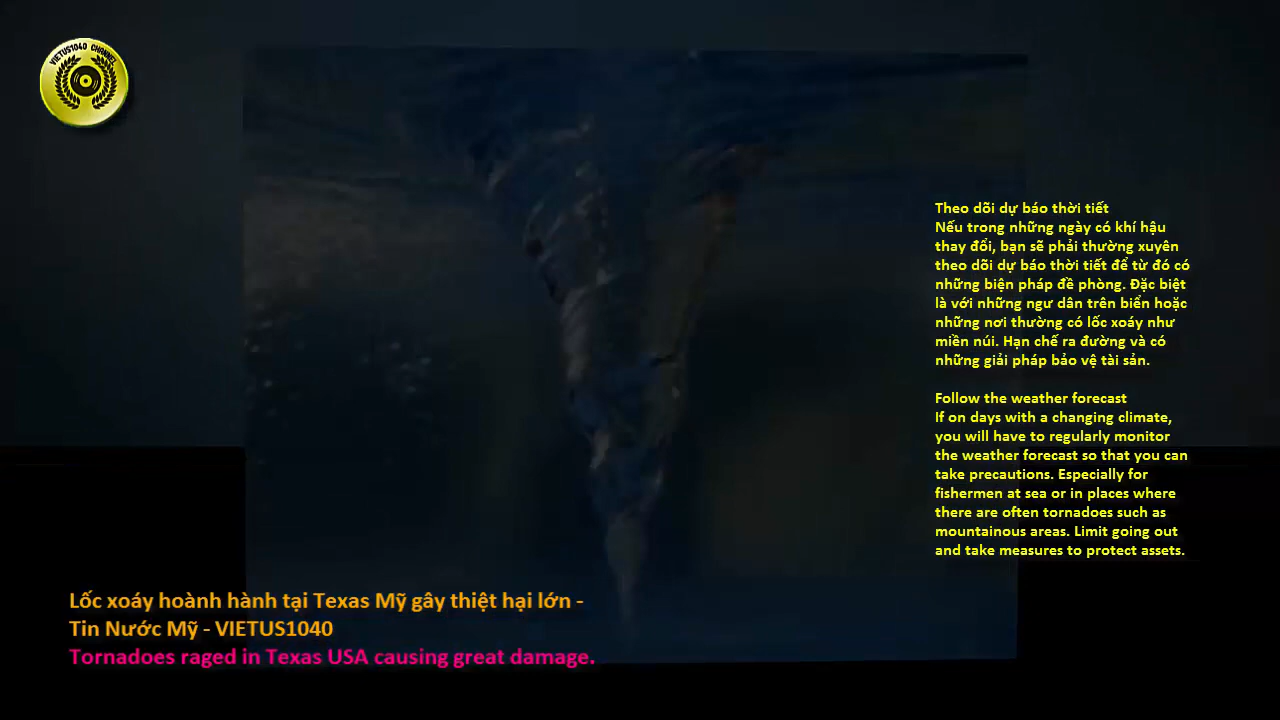 VIETUS1040 CHANNEL
Theo dõi dự báo thời tiết
Nếu trong những ngày có khí hậu
thay đổi, bạn sẽ phải thường xuyên
theo dõi dự báo thời tiết để từ đó có
những biện pháp đề phòng. Đặc biệt
là với những ngư dân trên biển hoặc
những nơi thường có lốc xoáy như
miền núi. Hạn chế ra đường và có
những giải pháp bảo vệ tài sản.
Follow the weather forecast
If on days with a changing climate,
you will have to regularly monitor
the weather forecast so that you can
take precautions. Especially for
fishermen at sea or in places where
there are often tornadoes such as
mountainous areas. Limit going out
and take measures to protect assets.
Lốc xoáy hoành hành tại Texas Mỹ gây thiệt hại lớn -
Tin Nước Mỹ - VIETUS1040
Tornadoes raged in Texas USA causing great damage.